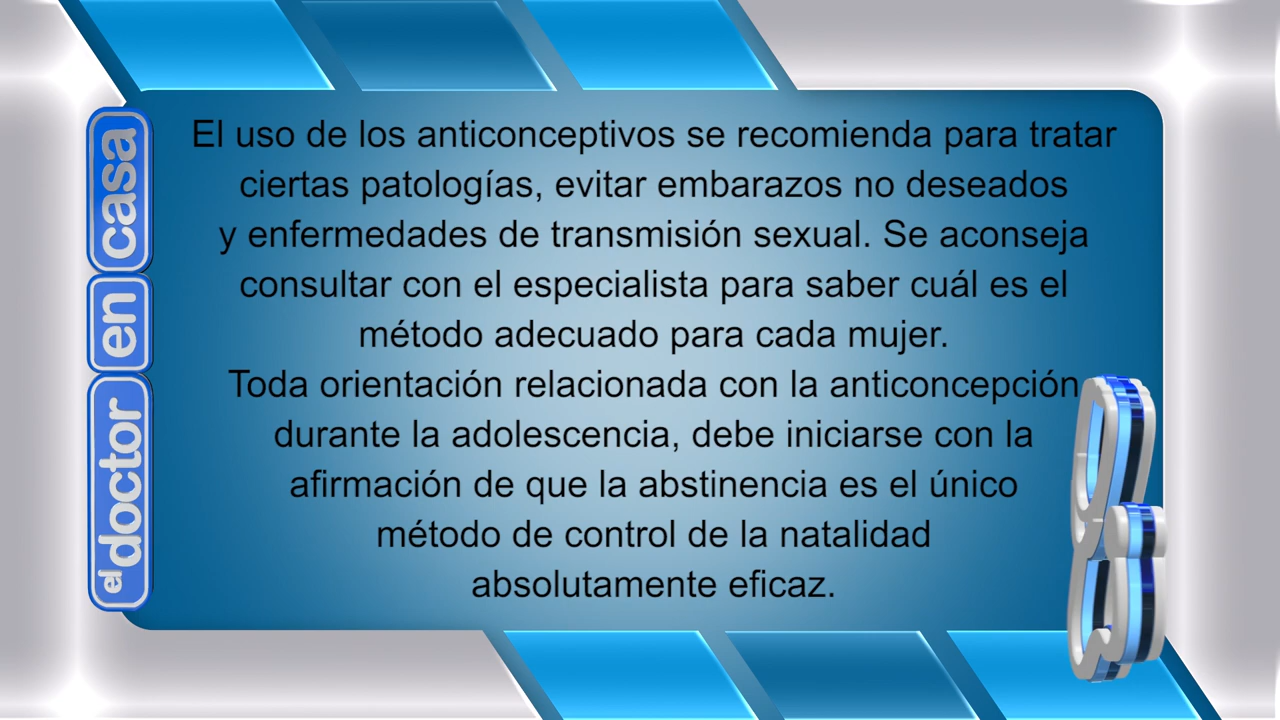 El uso de los anticonceptivos se recomienda para tratar
ciertas patologías, evitar embarazos no deseados
y enfermedades de transmisión sexual. Se aconseja
consultar con el especialista para saber cuál es el
método adecuado para cada mujer.
Toda orientación relacionada con la anticoncepción
durante la adolescencia, debe iniciarse con la
afirmación de que la abstinencia es el único
método de control de la natalidad
absolutamente eficaz.
el doctor en casa